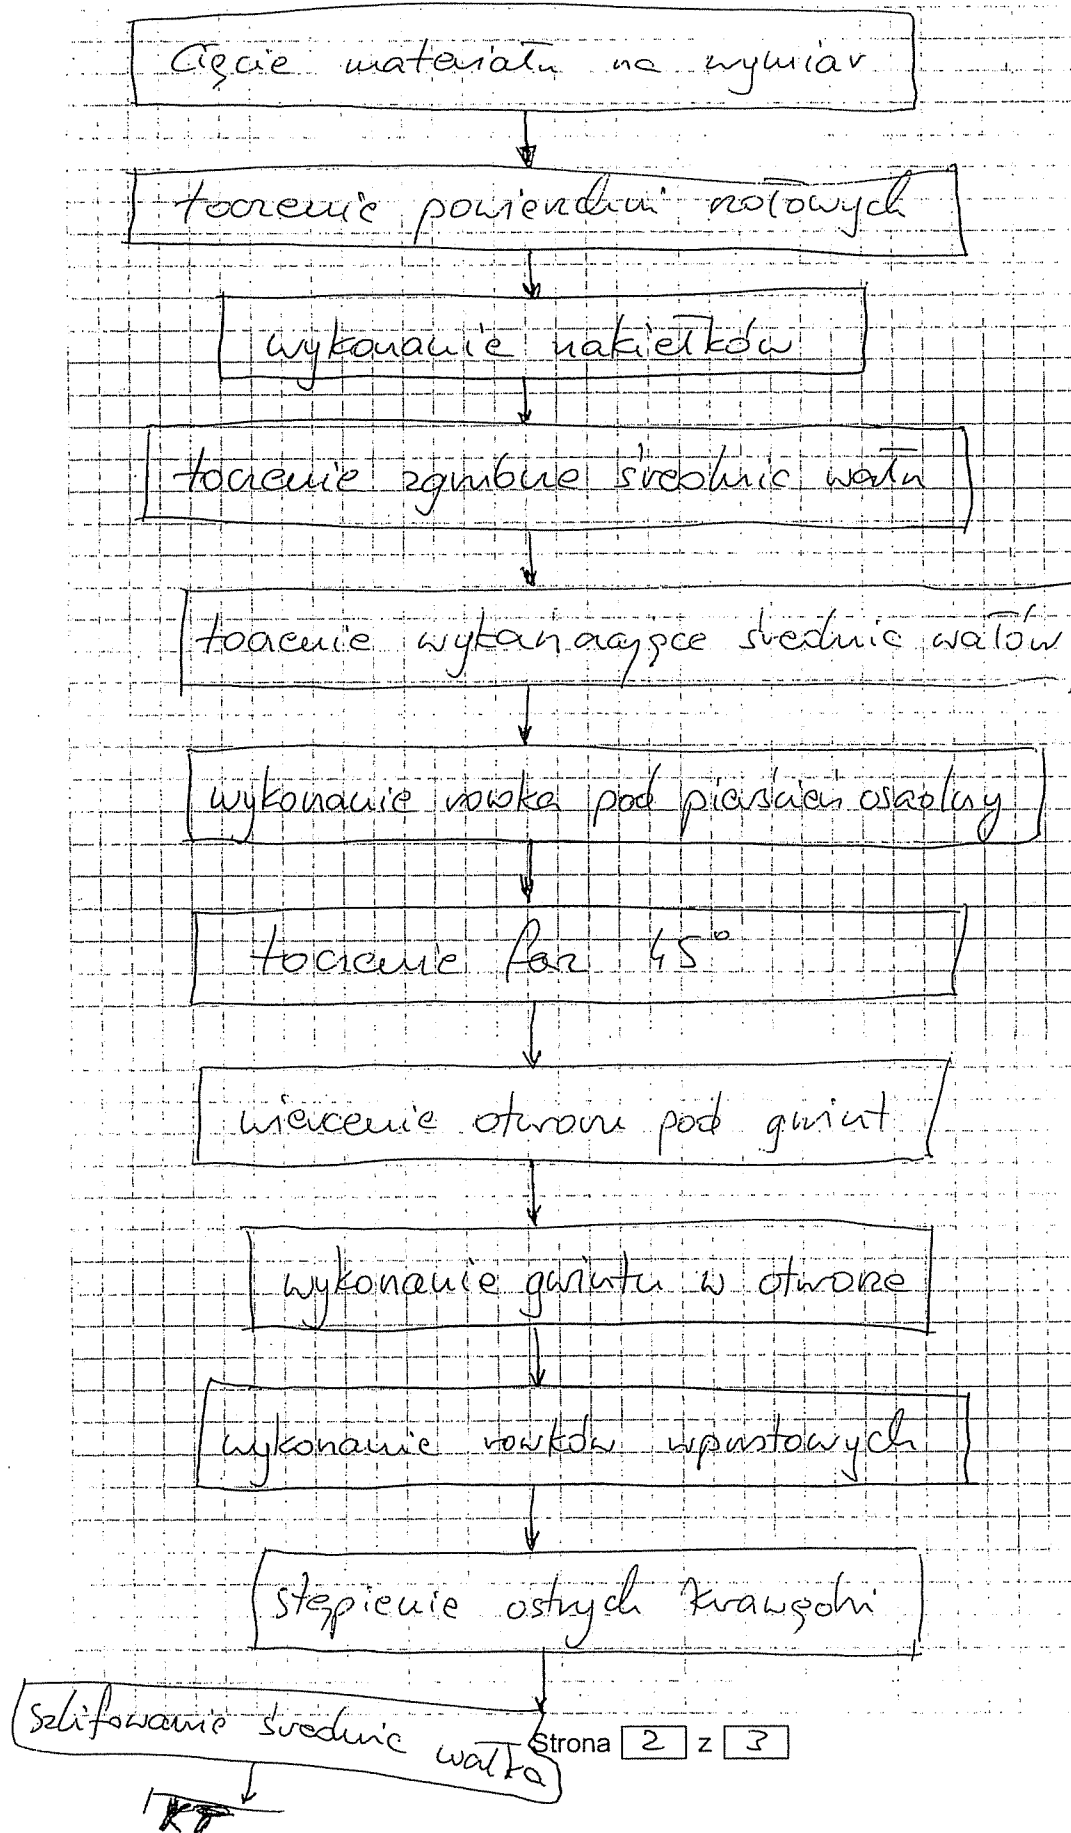 Cięcie materiału na wymiar
toczenie powierzchni czołowych
wykonanie nakiełków
toczenie zgrubne średnic wału
toczenie wykańczające średnic wałów
wykonanie rowka pod pierścień osadny
toczenie faz 45°
wiercenie otworu pod gwint
wykonanie gwintu w otworze
wykonanie rowków wpustowych
stępienie ostrych krawędzi
szlifowanie średnic wałka
Strona 2 z 3